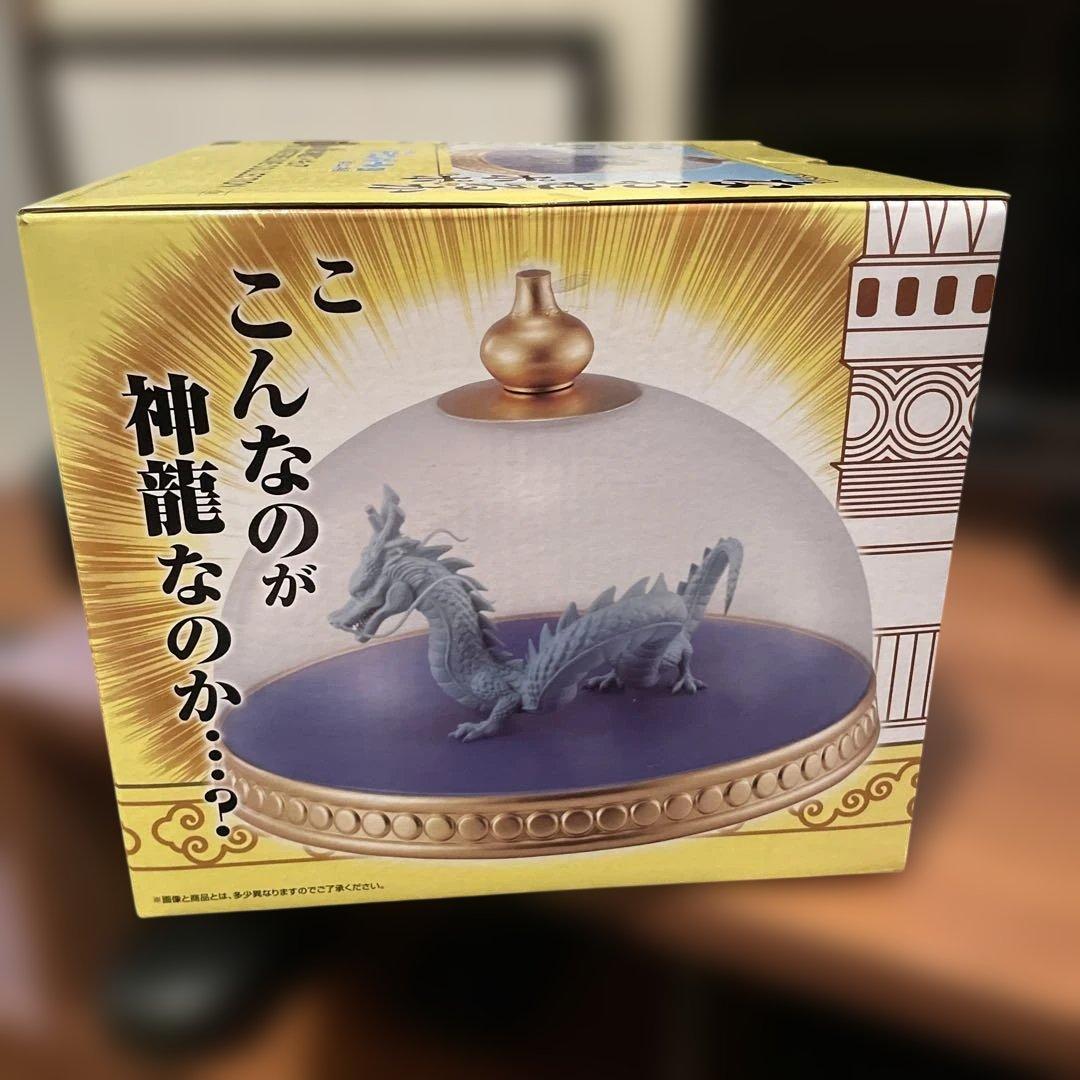 こ
こんなのが
神龍なのか…?
※画像と商品とは、多少異なりますのでご了承ください。